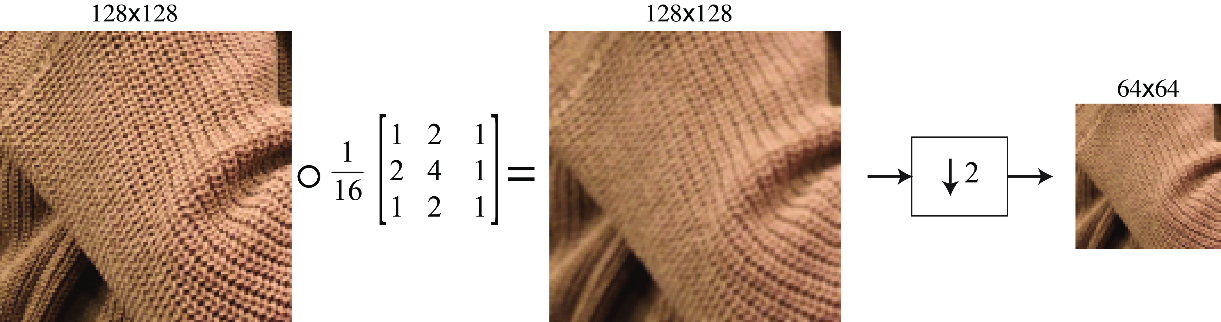 128x128
128x128
64x64
○ 1/16 [1 2 1
2 4 1
1 2 1] =
↓ 2